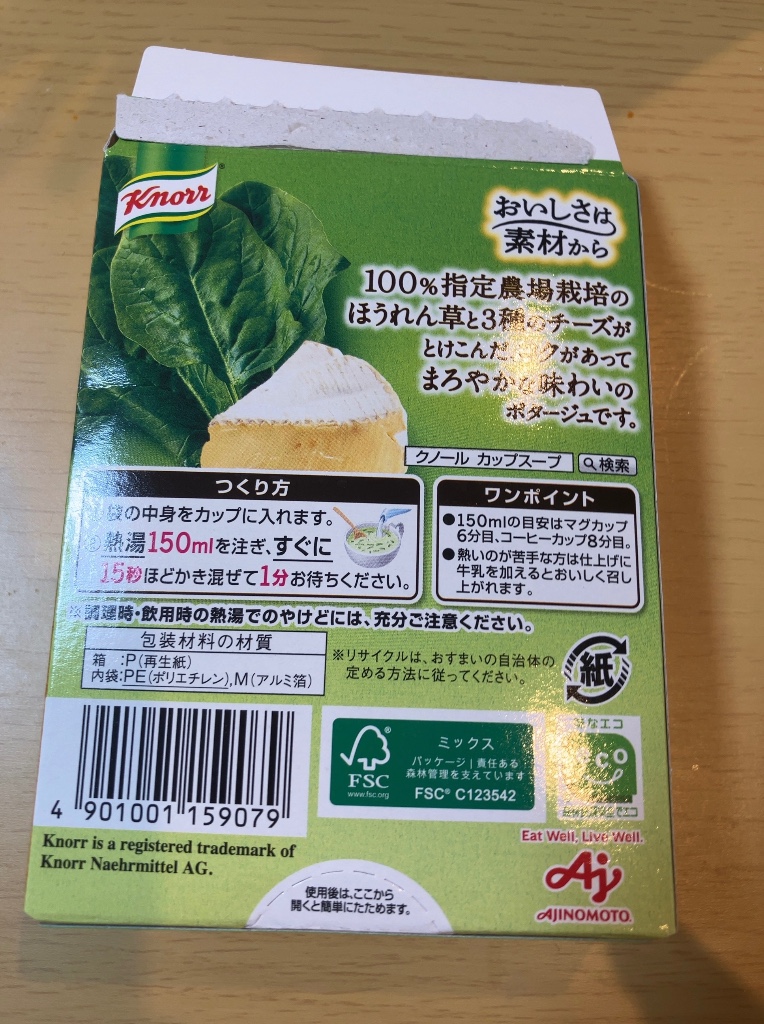 Knorr®
おいしさは
素材から
100%指定農場栽培の
ほうれん草と3種のチーズが
とけこんだ
クがあって
まろやかな味わいの
ポタージュです。
クノール カップスープ
検索
つくり方
袋の中身をカップに入れます。
熱湯150mlを注ぎ、すぐに
15秒ほどかき混ぜて1分お待ちください。
ワンポイント
●150mlの目安はマグカップ
6分目、コーヒーカップ8分目。
●熱いのが苦手な方は仕上げに
牛乳を加えるとおいしく召し
上がれます。
※調理時・飲用時の熱湯でのやけどには、充分ご注意ください。
包装材料の材質
箱 :P(再生紙)
内袋:PE(ポリエチレン),M(アルミ箔)
※リサイクルは、おすまいの自治体の
定める方法に従ってください。
紙
4 901001 159079
FSC®
www.fsc.org
ミックス
パッケージ|責任ある
森林管理を支えています
FSC® C123542
なエコ
eco
でエコ
Knorr is a registered trademark of
Knorr Naehrmittel AG.
使用後は、ここから
開くと簡単にたためます。
Eat Well, Live Well.
Aj
AJINOMOTO.